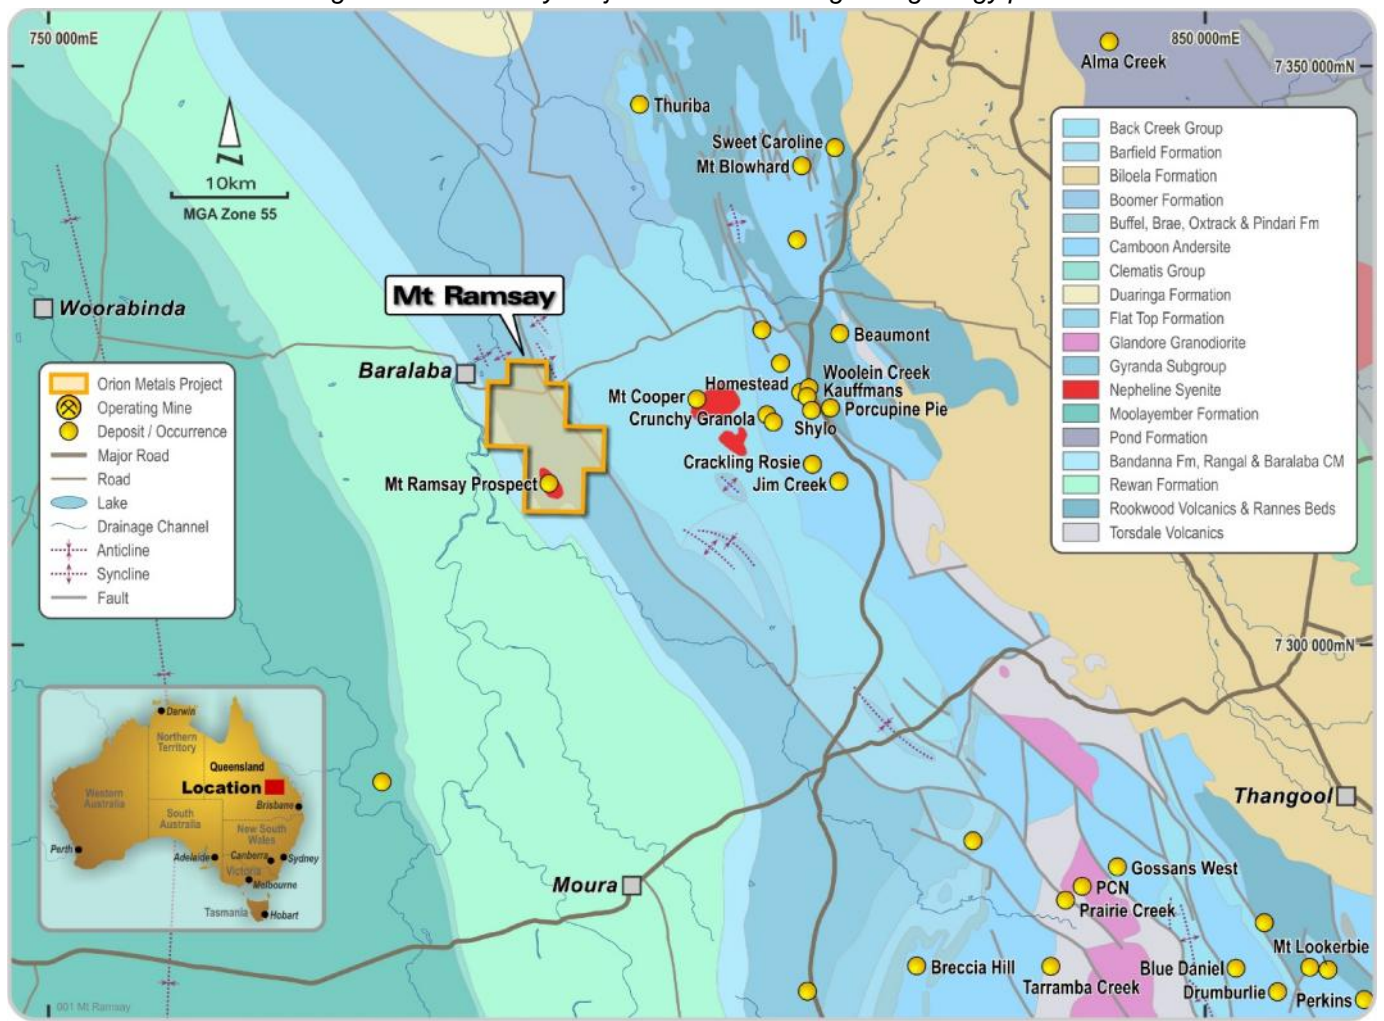 750 000mE
850 000mE
7 350 000mN
Alma Creek
Thuriba
Sweet Caroline
Mt Blowhard
N
10km
MGA Zone 55
Back Creek Group
Barfield Formation
Biloela Formation
Boomer Formation
Buffel, Brae, Oxtrack & Pindari Fm
Camboon Andersite
Clematis Group
Duaringa Formation
Flat Top Formation
Glandore Granodiorite
Gyranda Subgroup
Nepheline Syenite
Moolayember Formation
Pond Formation
Bandanna Fm, Rangal & Baralaba CM
Rewan Formation
Rookwood Volcanics & Rannes Beds
Torsdale Volcanics
Mt Ramsay
Woorabinda
Baralaba
Beaumont
Woolein Creek
Homestead
Kauffmans
Mt Cooper
Porcupine Pie
Crunchy Granola
Shylo
Crackling Rosie
Jim Creek
Mt Ramsay Prospect
Orion Metals Project
Operating Mine
Deposit / Occurrence
Major Road
Road
Lake
Drainage Channel
Anticline
Syncline
Fault
7 300 000mN
Darwin
Northern
Territory
Queensland
Location
Western
Australia
Brisbane
South
Australia
New South
Wales
Perth
Adelaide
Canberra
Sydney
Victoria
Melbourne
Tasmania
Hobart
Thangool
Moura
Gossans West
PCN
Prairie Creek
Mt Lookerbie
Breccia Hill
Tarramba Creek
Blue Daniel
Drumburlie
Perkins
001 Mt Ramsay